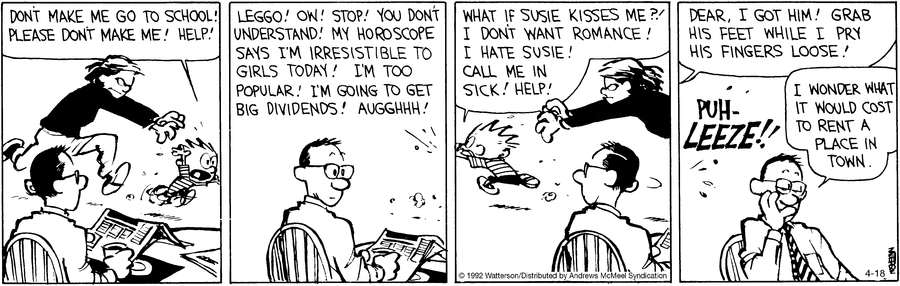 DON'T MAKE ME GO TO SCHOOL!
PLEASE DON'T MAKE ME! HELP!
LEGGO! OW! STOP! YOU DON'T
UNDERSTAND! MY HOROSCOPE
SAYS I'M IRRESISTIBLE TO
GIRLS TODAY! I'M TOO
POPULAR! I'M GOING TO GET
BIG DIVIDENDS! AUGGHHH!
WHAT IF SUSIE KISSES ME?!
I DON'T WANT ROMANCE!
I HATE SUSIE!
CALL ME IN
SICK! HELP!
© 1992 Watterson/Distributed by Andrews McMeel Syndication
DEAR, I GOT HIM! GRAB
HIS FEET WHILE I PRY
HIS FINGERS LOOSE!
PUH-
LEEZE!!
I WONDER WHAT
IT WOULD COST
TO RENT A
PLACE IN
TOWN.
WATTERSON
4-18